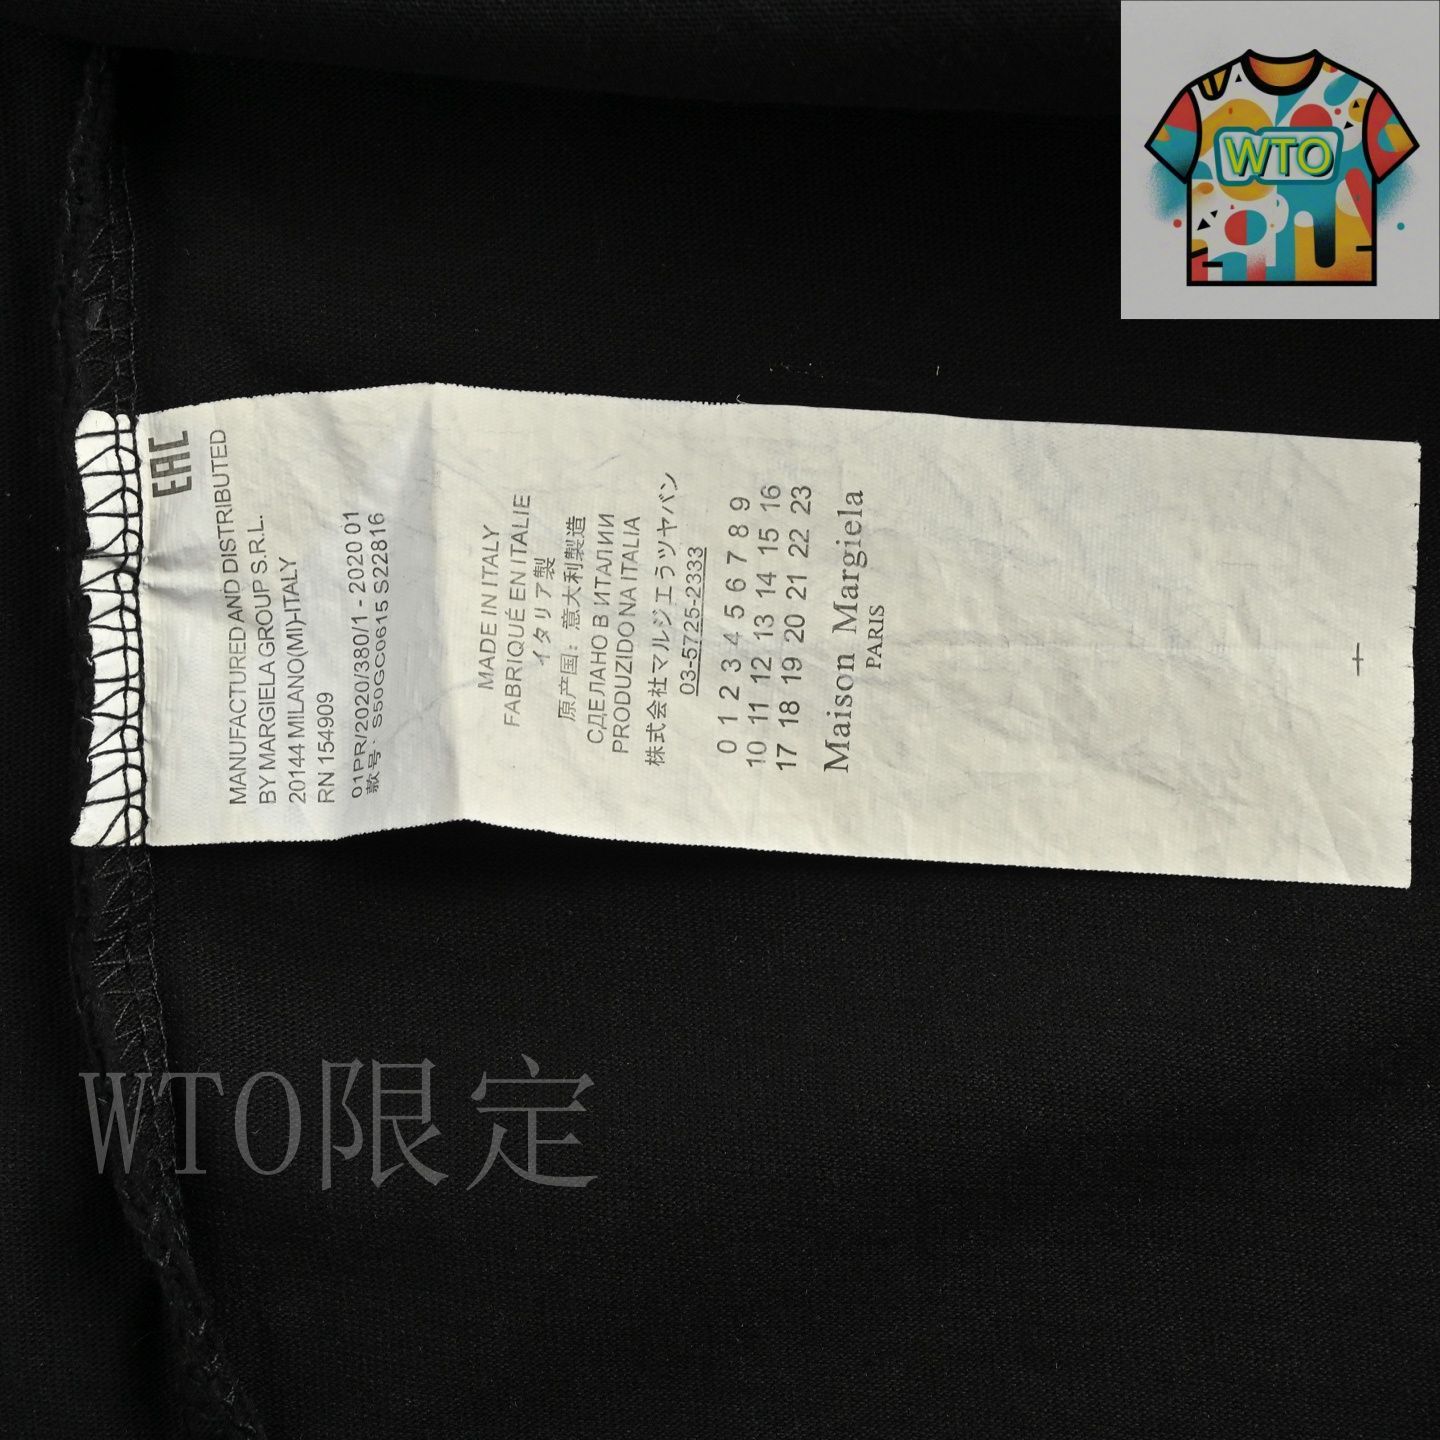 WTO
EAC
MANUFACTURED AND DISTRIBUTED
BY MARGIELA GROUP S.R.L.
20144 MILANO(MI)-ITALY
RN 154909
01PR/2020/380/1 - 2020 01
款号: S50GC0615 S22816
MADE IN ITALY
FABRIQUÉ EN ITALIE
イタリア製
原产国: 意大利製造
СДЕЛАНО В ИТАЛИИ
PRODUZIDO NA ITALIA
株式会社マルジエラツヤバン
03-5725-2333
0 1 2 3 4 5 6 7 8 9
10 11 12 13 14 15 16
17 18 19 20 21 22 23
Maison Margiela
PARIS
WTO限定